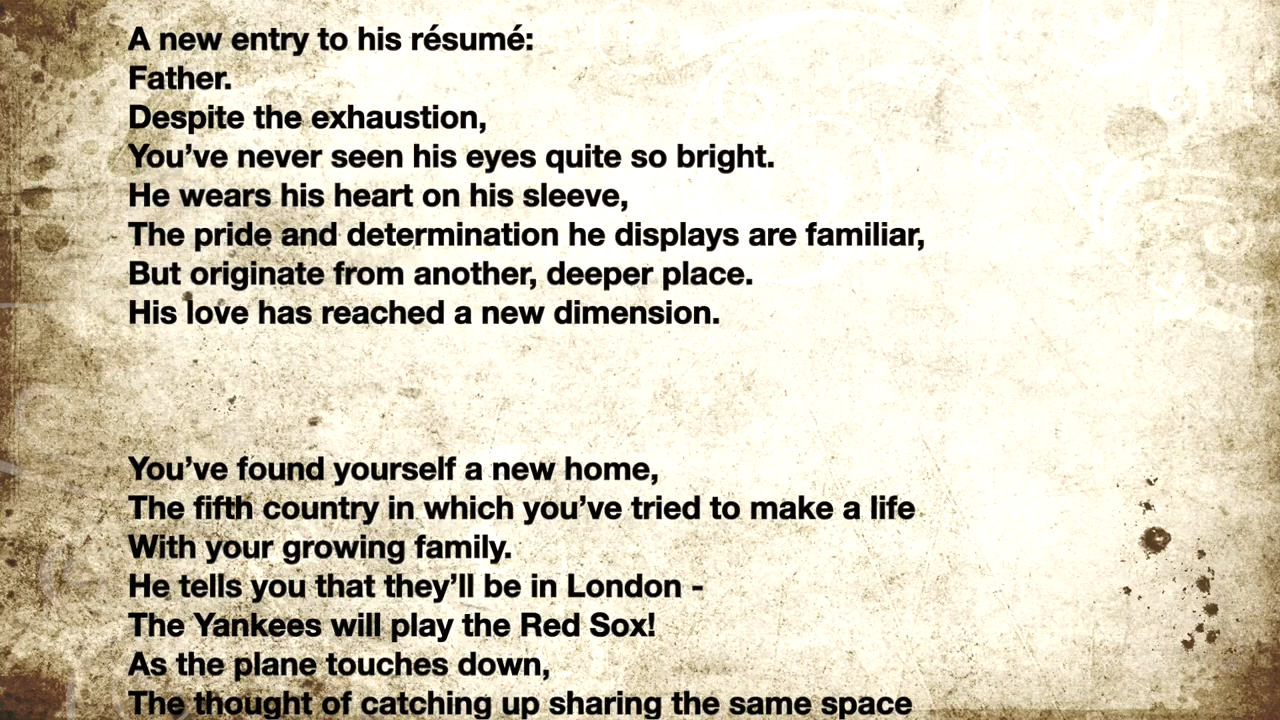 A new entry to his résumé:
Father.
Despite the exhaustion,
You’ve never seen his eyes quite so bright.
He wears his heart on his sleeve,
The pride and determination he displays are familiar,
But originate from another, deeper place.
His love has reached a new dimension.
You’ve found yourself a new home,
The fifth country in which you’ve tried to make a life
With your growing family.
He tells you that they’ll be in London -
The Yankees will play the Red Sox!
As the plane touches down,
The thought of catching up sharing the same space